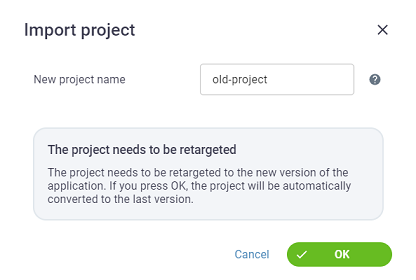 Import project
New project name
old-project
The project needs to be retargeted
The project needs to be retargeted to the new version of the
application. If you press OK, the project will be automatically
converted to the last version.
Cancel
OK